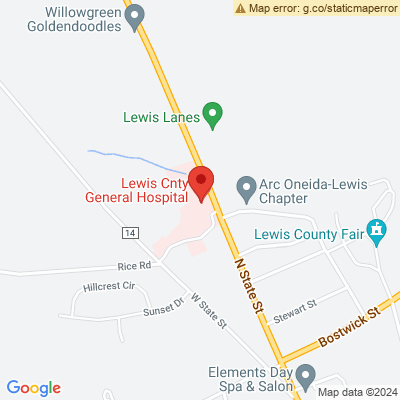 Willowgreen
Goldendoodles
Map error: g.co/staticmaperror
Lewis Lanes
Lewis Cnty
General Hospital
Arc Oneida-Lewis
Chapter
14
Lewis County Fair
Rice Rd
N State St
Hillcrest Cir
Sunset Dr
W State St
Stewart St
Bostwick St
Elements Day
Spa & Salon
Google
Map data ©2024